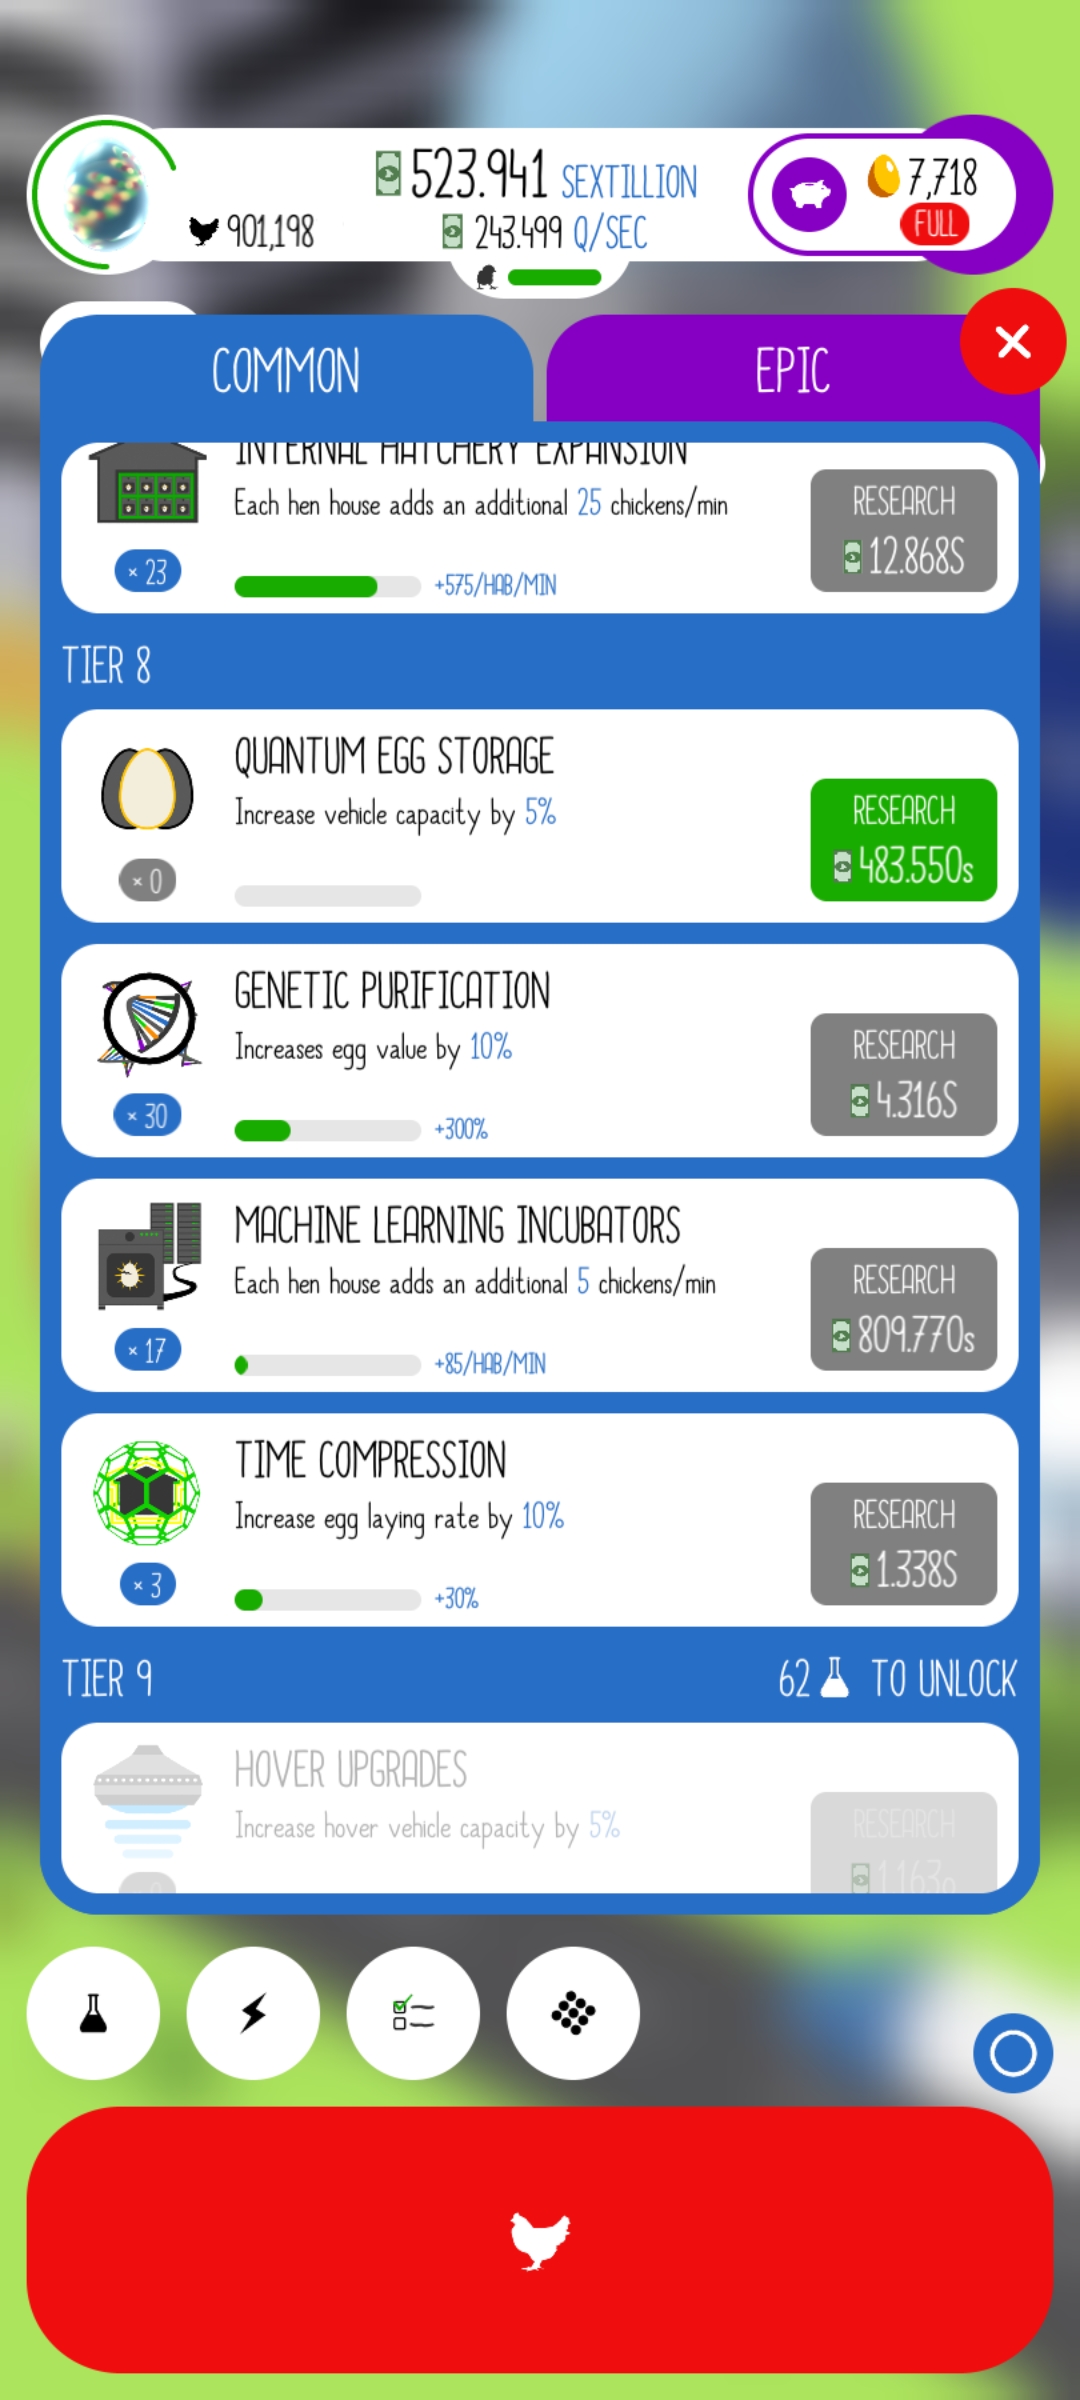 523.941 SEXTILLION
7,718
901,198
243.499 Q/SEC
FULL
COMMON
EPIC
INTERNAL HATCHERY EXPANSION
Each hen house adds an additional 25 chickens/min
RESEARCH
12.868S
× 23
+575/HAB/MIN
TIER 8
QUANTUM EGG STORAGE
Increase vehicle capacity by 5%
RESEARCH
483.550s
× 0
GENETIC PURIFICATION
Increases egg value by 10%
RESEARCH
4.316S
× 30
+300%
MACHINE LEARNING INCUBATORS
Each hen house adds an additional 5 chickens/min
RESEARCH
809.770s
× 17
+85/HAB/MIN
TIME COMPRESSION
Increase egg laying rate by 10%
RESEARCH
1.338S
× 3
+30%
TIER 9
62 TO UNLOCK
HOVER UPGRADES
Increase hover vehicle capacity by 5%
RESEARCH